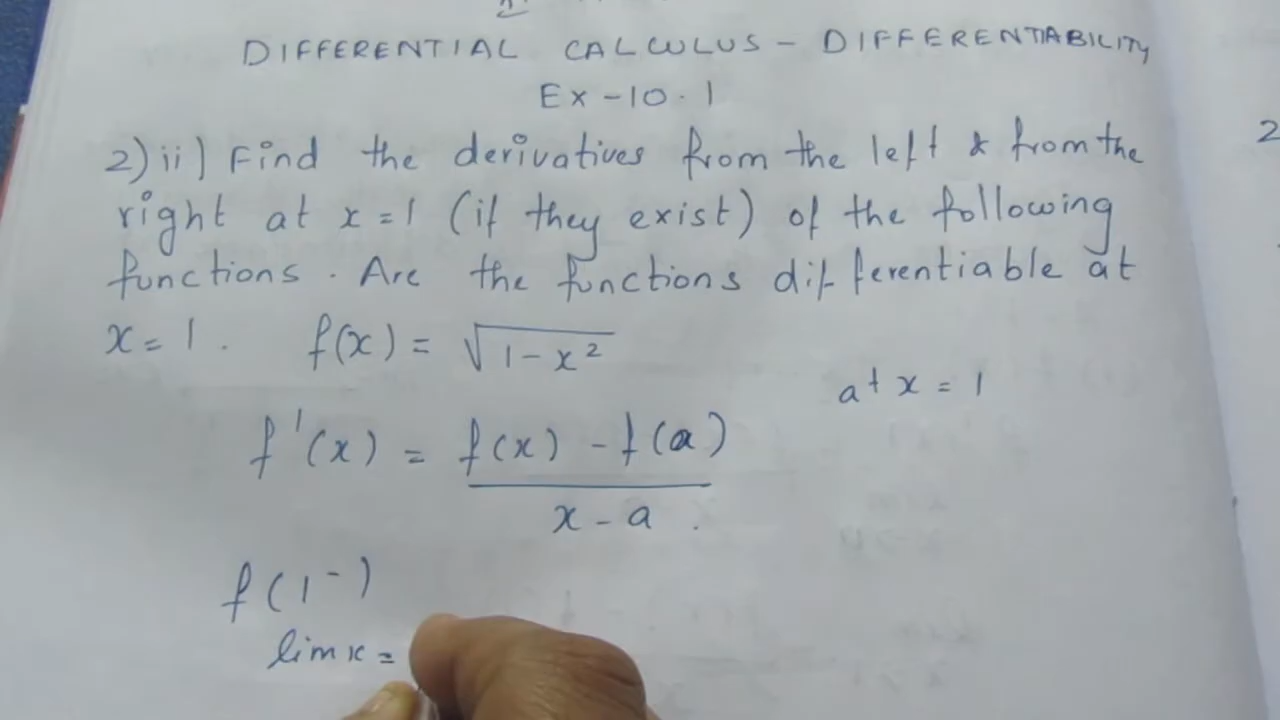 DIFFERENTIAL CALCULUS - DIFFERENTIABILITY
Ex - 10.1
2) ii) Find the derivatives from the left & from the
right at x = 1 (if they exist) of the following
functions. Are the functions differentiable at
x = 1. f(x) = √(1 - x²)
at x = 1
f'(x) = f(x) - f(a)
x - a.
f(1⁻)
lim x =
2